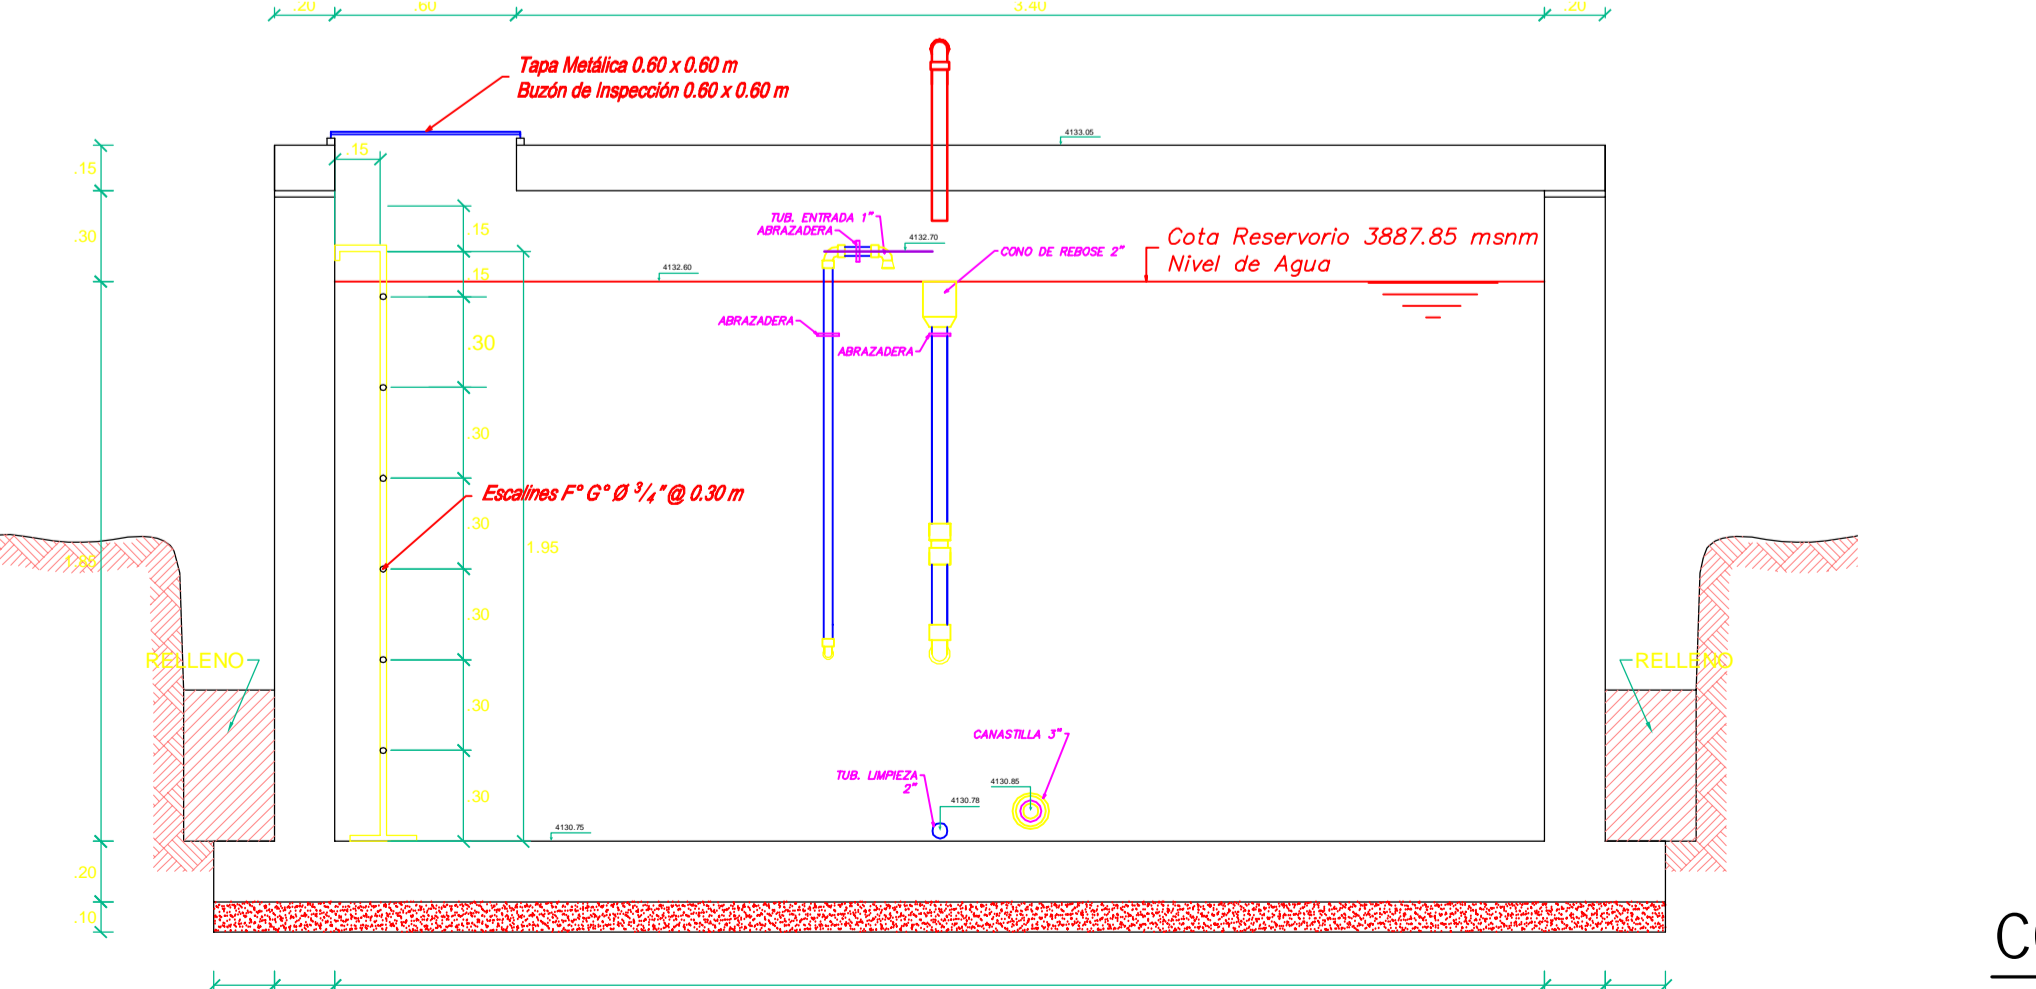 .20
.60
3.40
.20
Tapa Metálica 0.60 x 0.60 m
Buzón de Inspección 0.60 x 0.60 m
4133.05
.15
.15
.30
.15
TUB. ENTRADA 1"
ABRAZADERA
4132.70
CONO DE REBOSE 2"
Cota Reservorio 3887.85 msnm
Nivel de Agua
.15
4132.60
ABRAZADERA
ABRAZADERA
.30
.30
Escalines F° G° Ø 3/4" @ 0.30 m
.30
1.95
1.85
.30
RELLENO
RELLENO
.30
CANASTILLA 3"
TUB. LIMPIEZA
2"
4130.85
4130.78
.30
4130.75
.20
.10